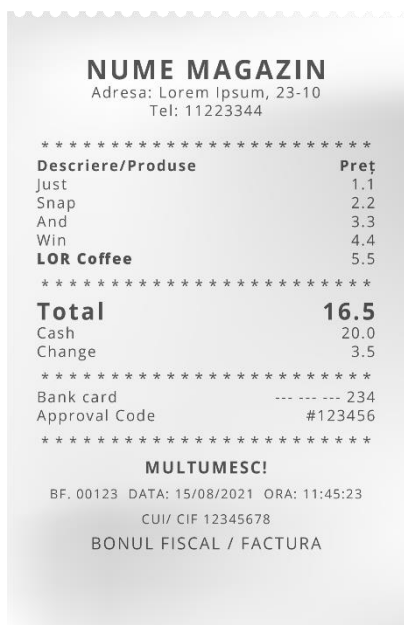 NUME MAGAZIN
Adresa: Lorem Ipsum, 23-10
Tel: 11223344
* * * * * * * * * * * * * * * * * * * * * * * *
Descriere/Produse Preț
Just 1.1
Snap 2.2
And 3.3
Win 4.4
LOR Coffee 5.5
* * * * * * * * * * * * * * * * * * * * * * * *
Total 16.5
Cash 20.0
Change 3.5
* * * * * * * * * * * * * * * * * * * * * * * *
Bank card --- --- --- 234
Approval Code #123456
* * * * * * * * * * * * * * * * * * * * * * * *
MULTUMESC!
BF. 00123 DATA: 15/08/2021 ORA: 11:45:23
CUI/ CIF 12345678
BONUL FISCAL / FACTURA